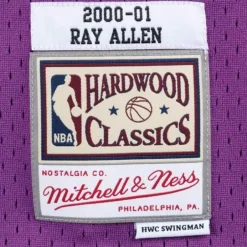 2000-01
RAY ALLEN
HARDWOOD
NBA
CLASSICS
NOSTALGIA CO.
Mitchell & Ness
PHILADELPHIA, PA.
HWC SWINGMAN